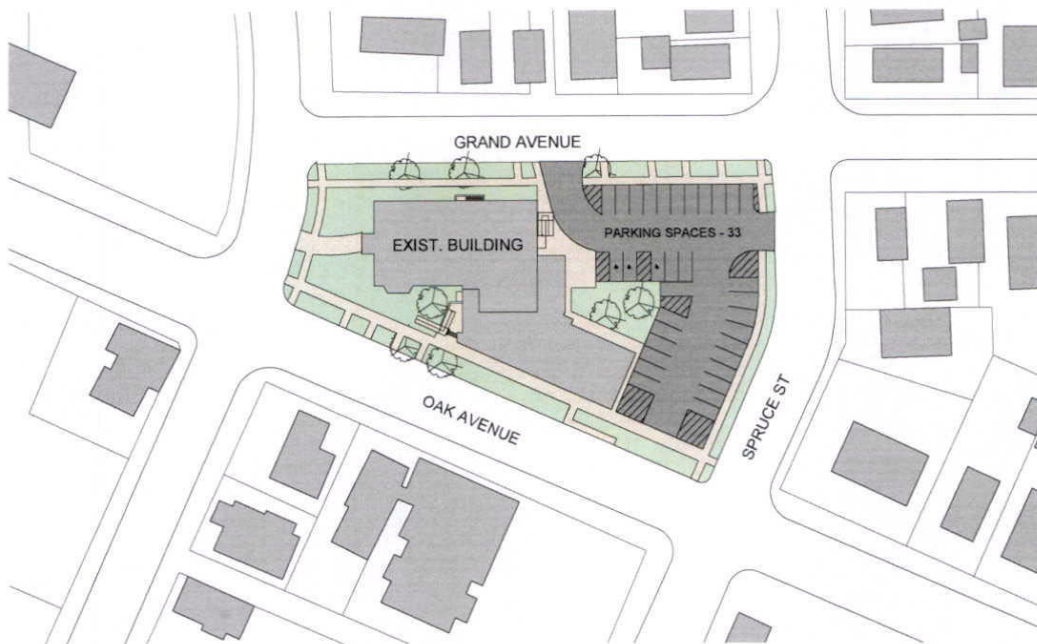 GRAND AVENUE
EXIST. BUILDING
PARKING SPACES - 33
OAK AVENUE
SPRUCE ST